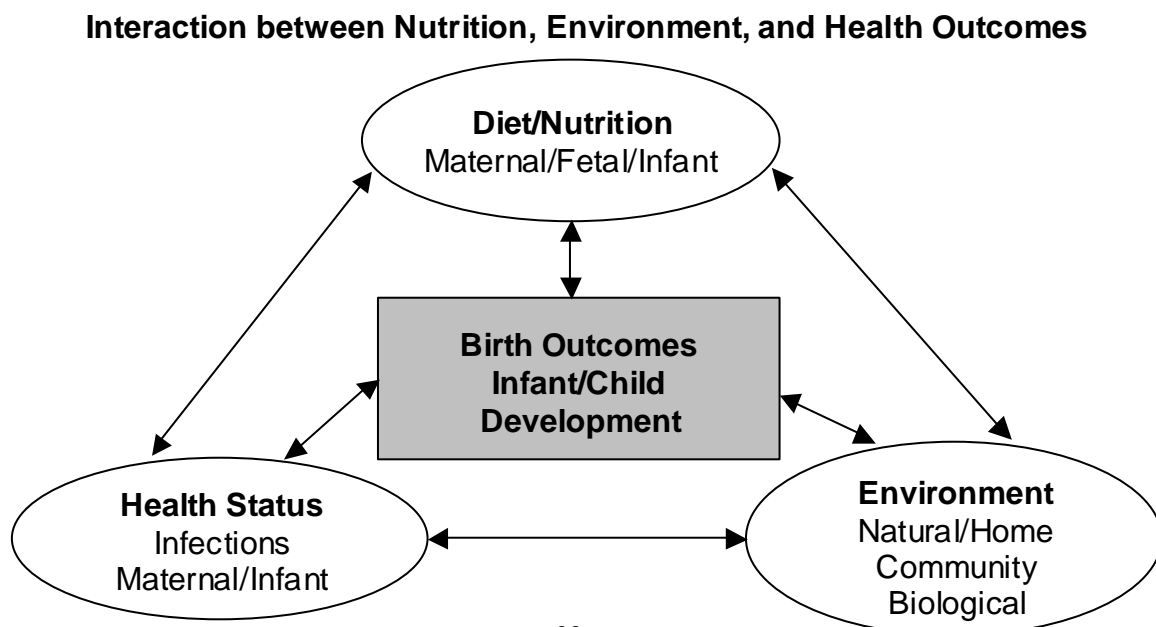 Interaction between Nutrition, Environment, and Health Outcomes
Diet/Nutrition
Maternal/Fetal/Infant
Birth Outcomes
Infant/Child
Development
Health Status
Infections
Maternal/Infant
Environment
Natural/Home
Community
Biological